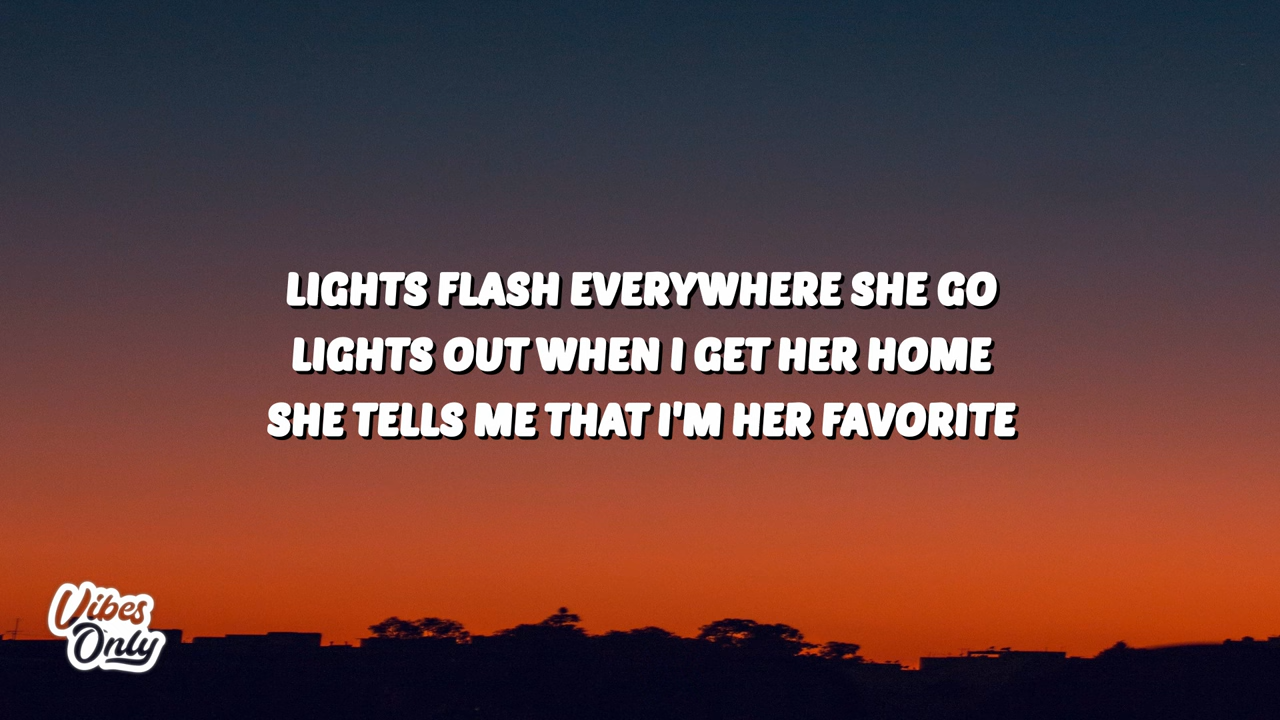 LIGHTS FLASH EVERYWHERE SHE GO
LIGHTS OUT WHEN I GET HER HOME
SHE TELLS ME THAT I'M HER FAVORITE
Vibes
Only